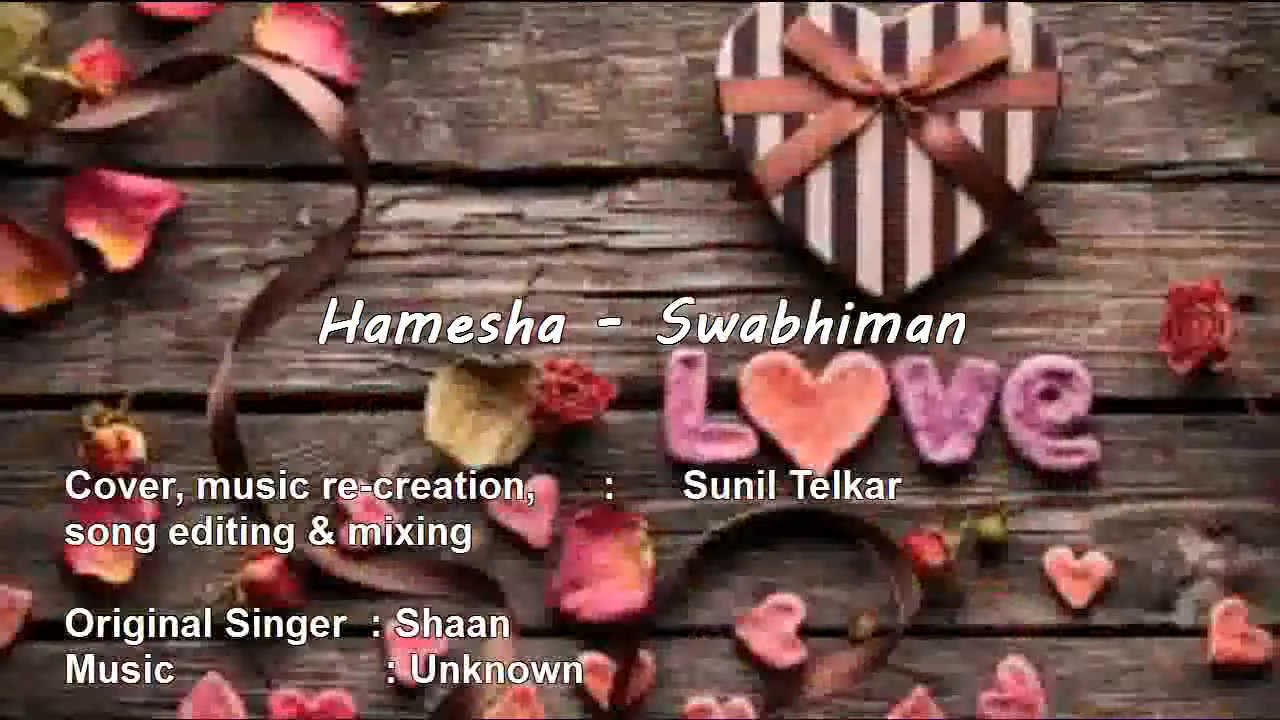 Hamesha - Swabhiman
LOVE
Cover, music re-creation, : Sunil Telkar
song editing & mixing
Original Singer : Shaan
Music : Unknown